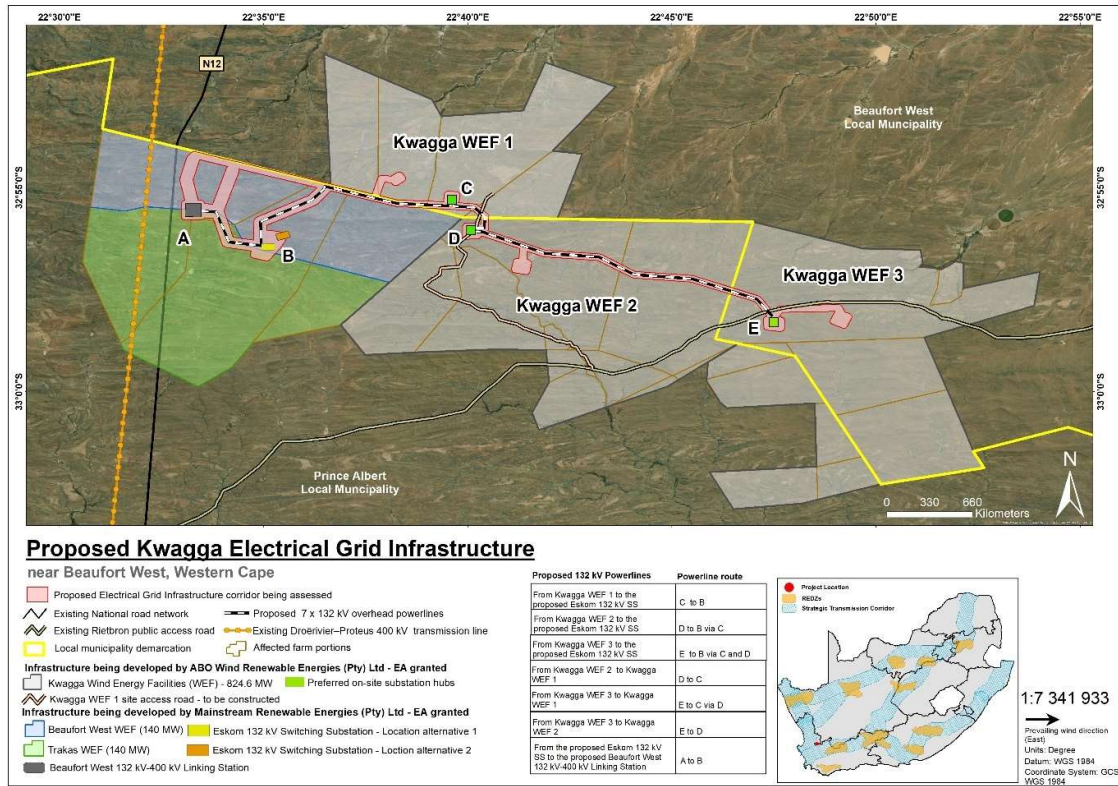 22°30'0"E
22°35'0"E
22°40'0"E
22°45'0"E
22°50'0"E
22°55'0"E
N12
Beaufort West
Local Muncipality
Kwagga WEF 1
32°55'0"S
32°55'0"S
C
A
D
B
Kwagga WEF 3
Kwagga WEF 2
E
33°0'0"S
33°0'0"S
Prince Albert
Local Muncipality
N
0 330 660
Kilometers
Proposed Kwagga Electrical Grid Infrastructure
near Beaufort West, Western Cape
Proposed Electrical Grid Infrastructure corridor being assessed
Existing National road network
Proposed 7 x 132 kV overhead powerlines
Existing Rietbron public access road
Existing Droërivier–Proteus 400 kV transmission line
Local municipality demarcation
Affected farm portions
Infrastructure being developed by ABO Wind Renewable Energies (Pty) Ltd - EA granted
Kwagga Wind Energy Facilities (WEF) - 824.6 MW
Preferred on-site substation hubs
Kwagga WEF 1 site access road - to be constructed
Infrastructure being developed by Mainstream Renewable Energies (Pty) Ltd - EA granted
Beaufort West WEF (140 MW)
Eskom 132 kV Switching Substation - Location alternative 1
Trakas WEF (140 MW)
Eskom 132 kV Switching Substation - Loction alternative 2
Beaufort West 132 kV-400 kV Linking Station
Proposed 132 kV Powerlines
Powerline route
From Kwagga WEF 1 to the
proposed Eskom 132 kV SS
C to B
From Kwagga WEF 2 to the
proposed Eskom 132 kV SS
D to B via C
From Kwagga WEF 3 to the
proposed Eskom 132 kV SS
E to B via C and D
From Kwagga WEF 2 to Kwagga
WEF 1
D to C
From Kwagga WEF 3 to Kwagga
WEF 1
E to C via D
From Kwagga WEF 3 to Kwagga
WEF 2
E to D
From the proposed Eskom 132 kV
SS to the proposed Beaufort West
132 kV-400 kV Linking Station
A to B
Project Location
REDZs
Strategic Transmission Corridor
1:7 341 933
Prevailing wind direction
(East)
Units: Degree
Datum: WGS 1984
Coordinate System: GCS
WGS 1984